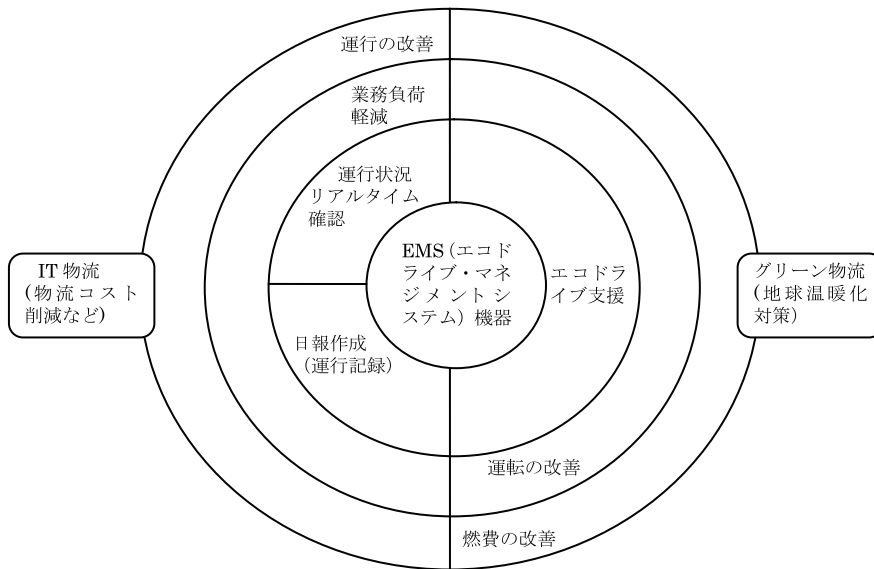 運行の改善
業務負荷
軽減
運行状況
リアルタイム
確認
EMS(エコド
ライブ・マネ
ジメントシ
ステム）機器
エコドラ
イブ支援
IT 物流
(物流コスト
削減など)
グリーン物流
(地球温暖化
対策）
日報作成
（運行記録）
運転の改善
燃費の改善